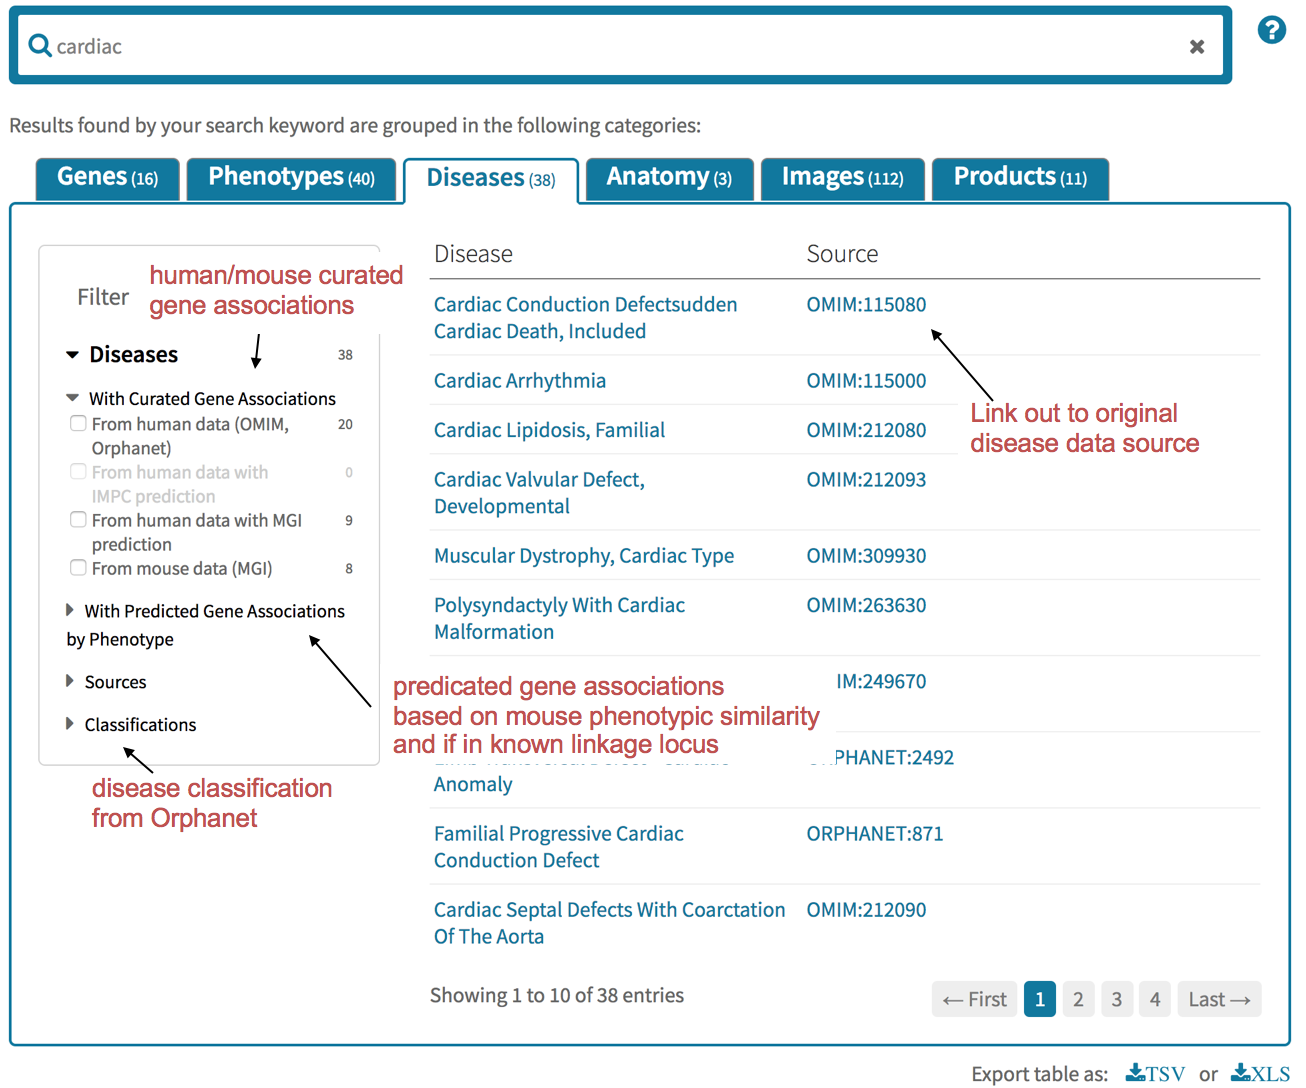 cardiac
Results found by your search keyword are grouped in the following categories:
Genes (16)
Phenotypes (40)
Diseases (38)
Anatomy (3)
Images (112)
Products (11)
Filter
human/mouse curated
gene associations
Diseases 38
With Curated Gene Associations
From human data (OMIM, 20
Orphanet)
From human data with 0
IMPC prediction
From human data with MGI 9
prediction
From mouse data (MGI) 8
With Predicted Gene Associations
by Phenotype
Sources
Classifications
disease classification
from Orphanet
Disease Source
Cardiac Conduction Defectsudden OMIM:115080
Cardiac Death, Included
Cardiac Arrhythmia OMIM:115000
Link out to original
disease data source
Cardiac Lipidosis, Familial OMIM:212080
Cardiac Valvular Defect, OMIM:212093
Developmental
Muscular Dystrophy, Cardiac Type OMIM:309930
Polysyndactyly With Cardiac OMIM:263630
Malformation
IM:249670
predicated gene associations
based on mouse phenotypic similarity
and if in known linkage locus
PHANET:2492
Anomaly
Familial Progressive Cardiac ORPHANET:871
Conduction Defect
Cardiac Septal Defects With Coarctation OMIM:212090
Of The Aorta
Showing 1 to 10 of 38 entries
← First 1 2 3 4 Last →
Export table as: TSV or XLS